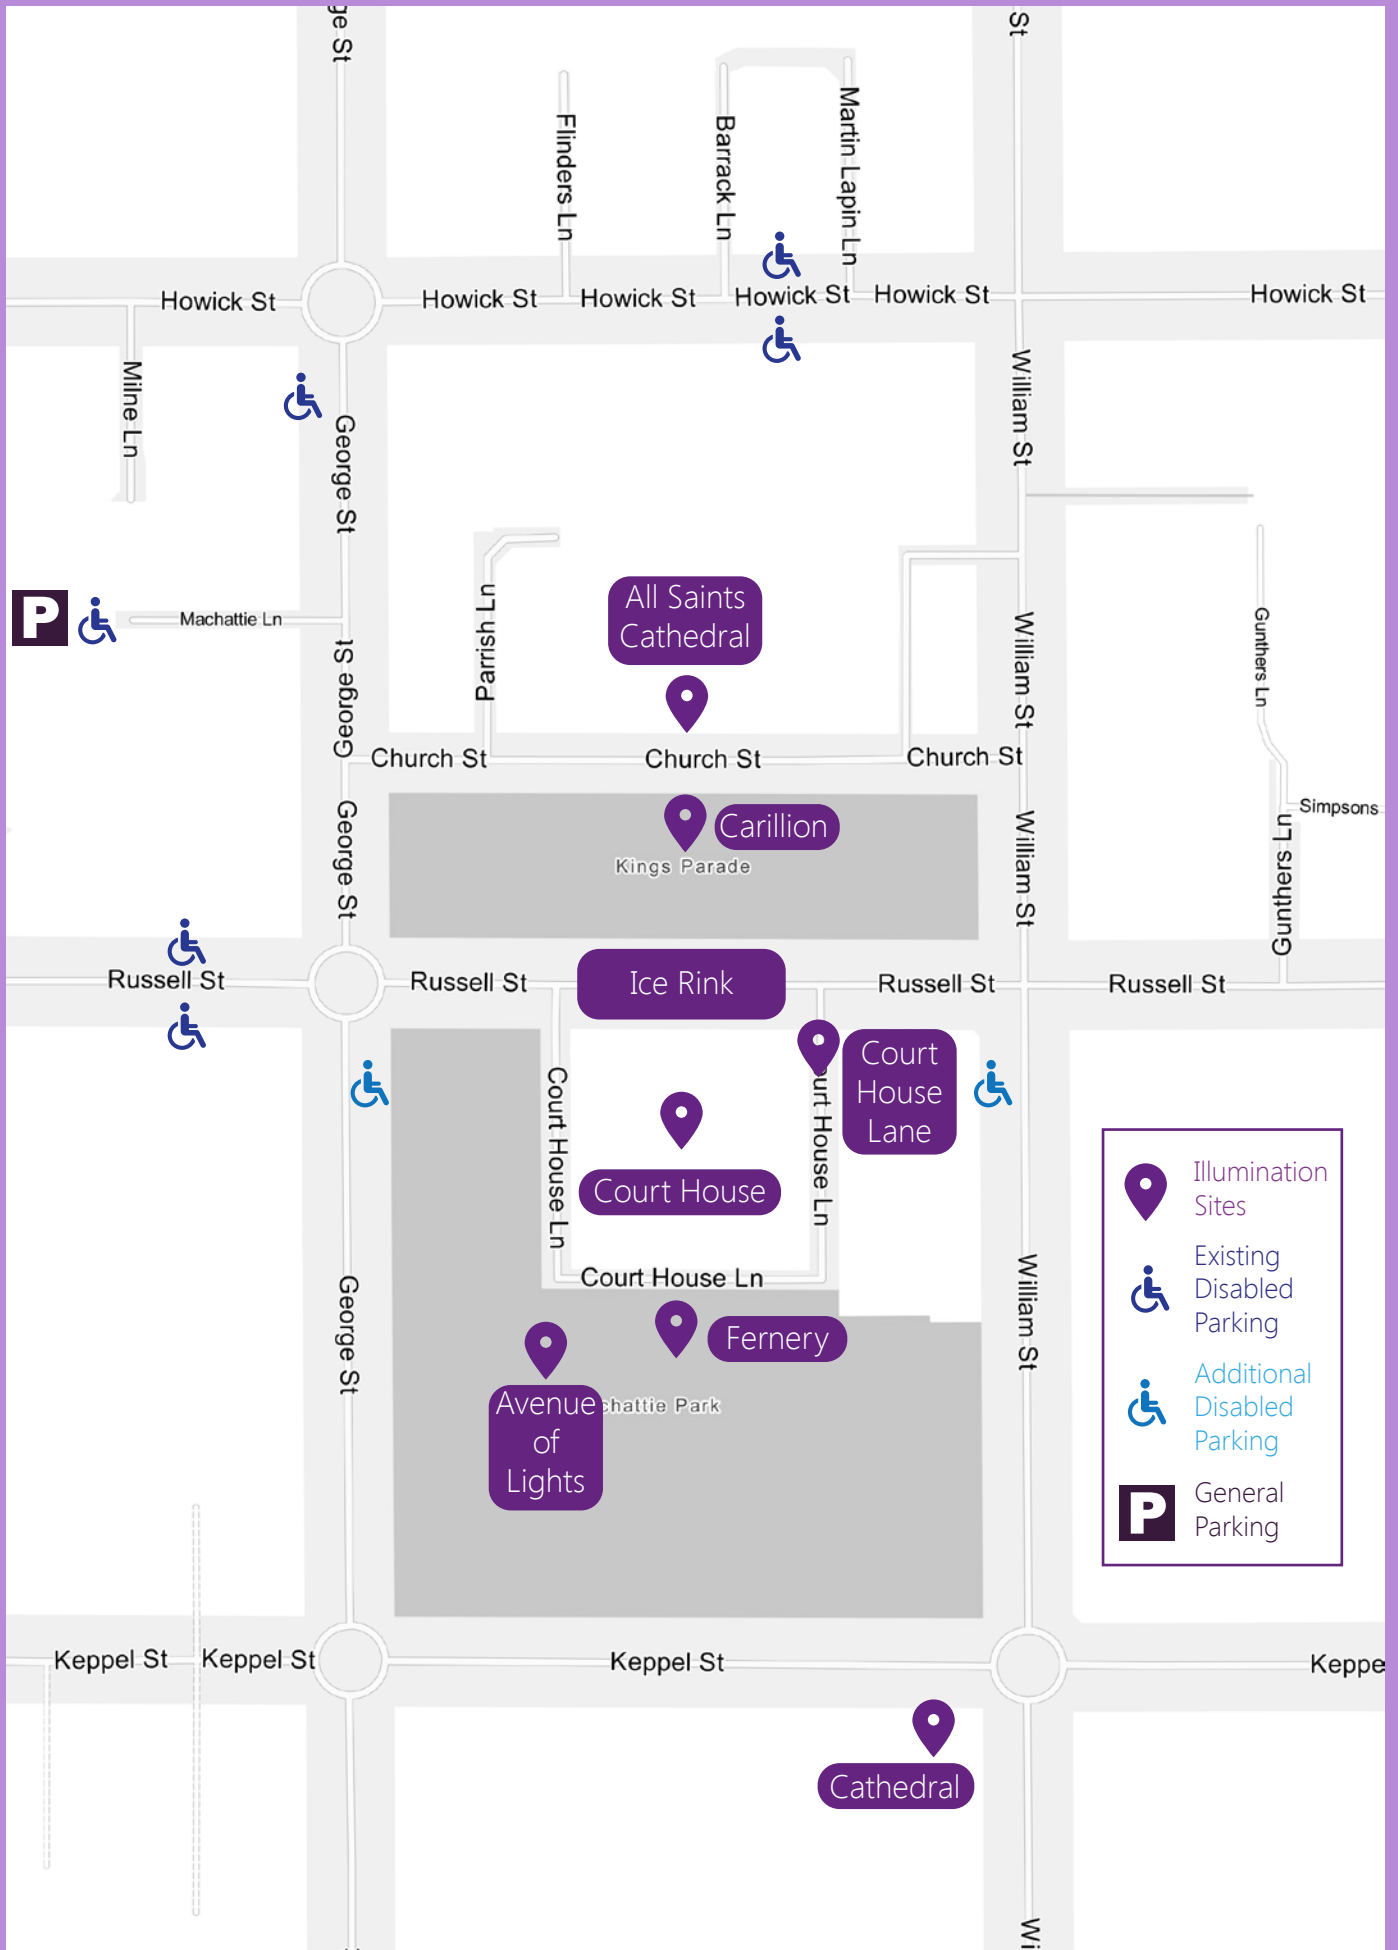 ge St
St
Flinders Ln
Barrack Ln
Martin Lapin Ln
Howick St
Howick St
Howick St
Howick St
Howick St
Howick St
Milne Ln
George St
William St
P
Machattie Ln
George St
Parrish Ln
All Saints
Cathedral
William St
Gunthers Ln
Church St
Church St
Church St
George St
Carillion
Kings Parade
William St
Simpsons
Gunthers Ln
Russell St
Russell St
Ice Rink
Russell St
Russell St
Court
House
Lane
Court House Ln
ourt House Ln
Court House
Court House Ln
George St
William St
Fernery
Avenue
of
Lights
chattie Park
Illumination
Sites
Existing
Disabled
Parking
Additional
Disabled
Parking
P
General
Parking
Keppel St
Keppel St
Keppel St
Keppe
Cathedral
Wi